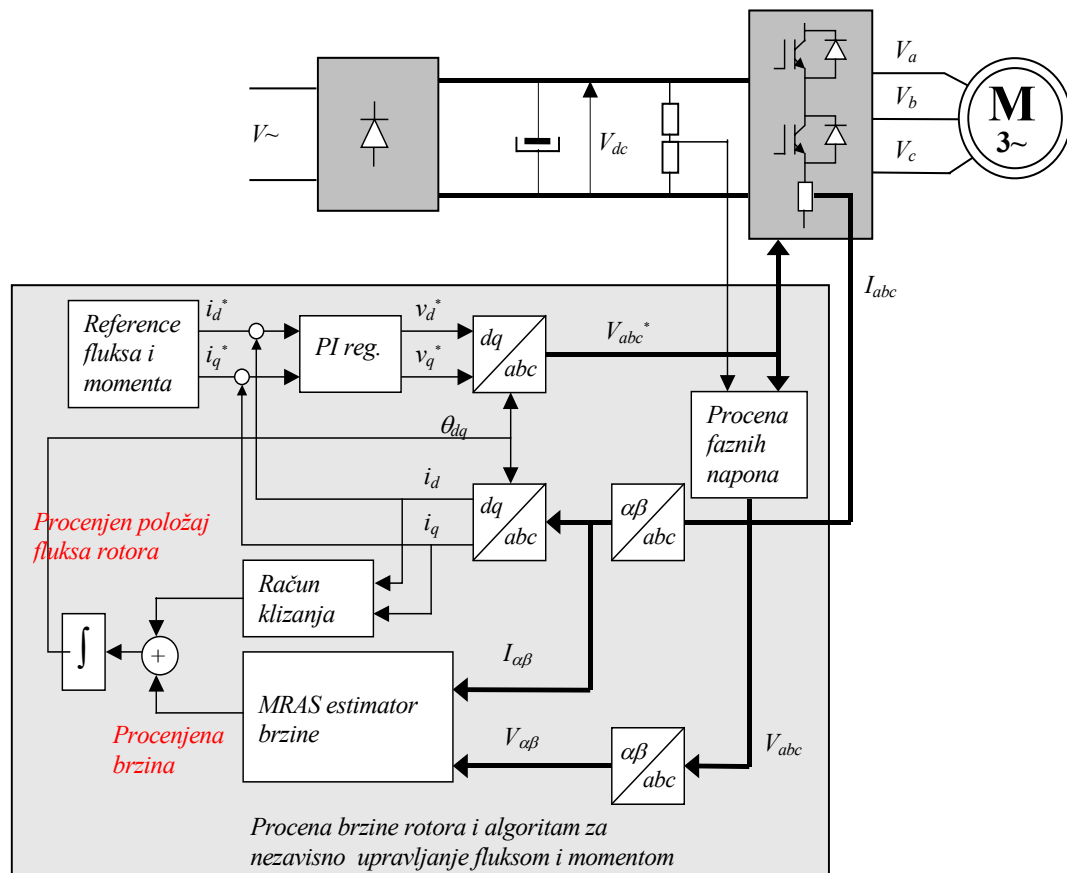 V~
V_dc
V_a
V_b
V_c
M
3~
I_abc
Reference
fluksa i
momenta
i_d^*
i_q^*
PI reg.
v_d^*
v_q^*
dq
abc
V_abc^*
Procena
faznih
napona
θ_dq
i_d
i_q
dq
abc
αβ
abc
Procenjen položaj
fluksa rotora
Račun
klizanja
∫
+
MRAS estimator
brzine
I_αβ
V_αβ
αβ
abc
V_abc
Procenjena
brzina
Procena brzine rotora i algoritam za
nezavisno upravljanje fluksom i momentom